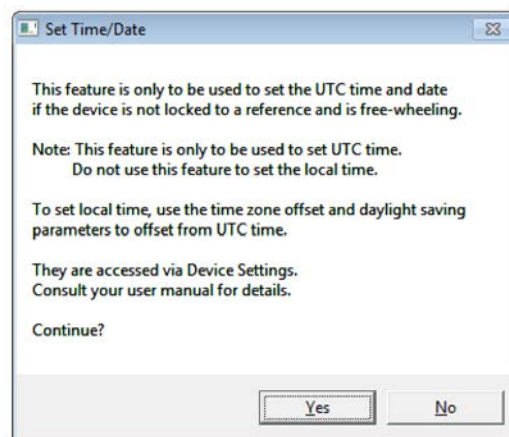 Set Time/Date
This feature is only to be used to set the UTC time and date
if the device is not locked to a reference and is free-wheeling.
Note: This feature is only to be used to set UTC time.
Do not use this feature to set the local time.
To set local time, use the time zone offset and daylight saving
parameters to offset from UTC time.
They are accessed via Device Settings.
Consult your user manual for details.
Continue?
Yes No